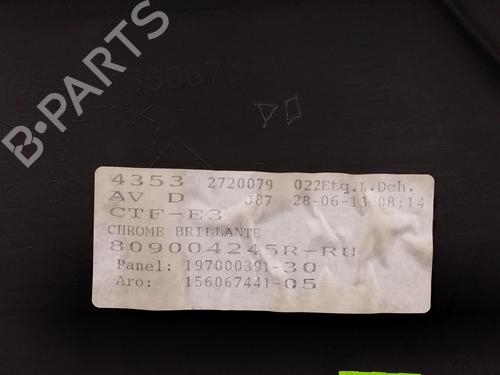 B-PARTS
4353 2720079 022Etq.L.Dch.
AV D J87 28-06-13 08:14
CTF-E3
CHROME BRILLANTE
809004245R-RU
Panel: 197000391-30
Aro: 156067441-05